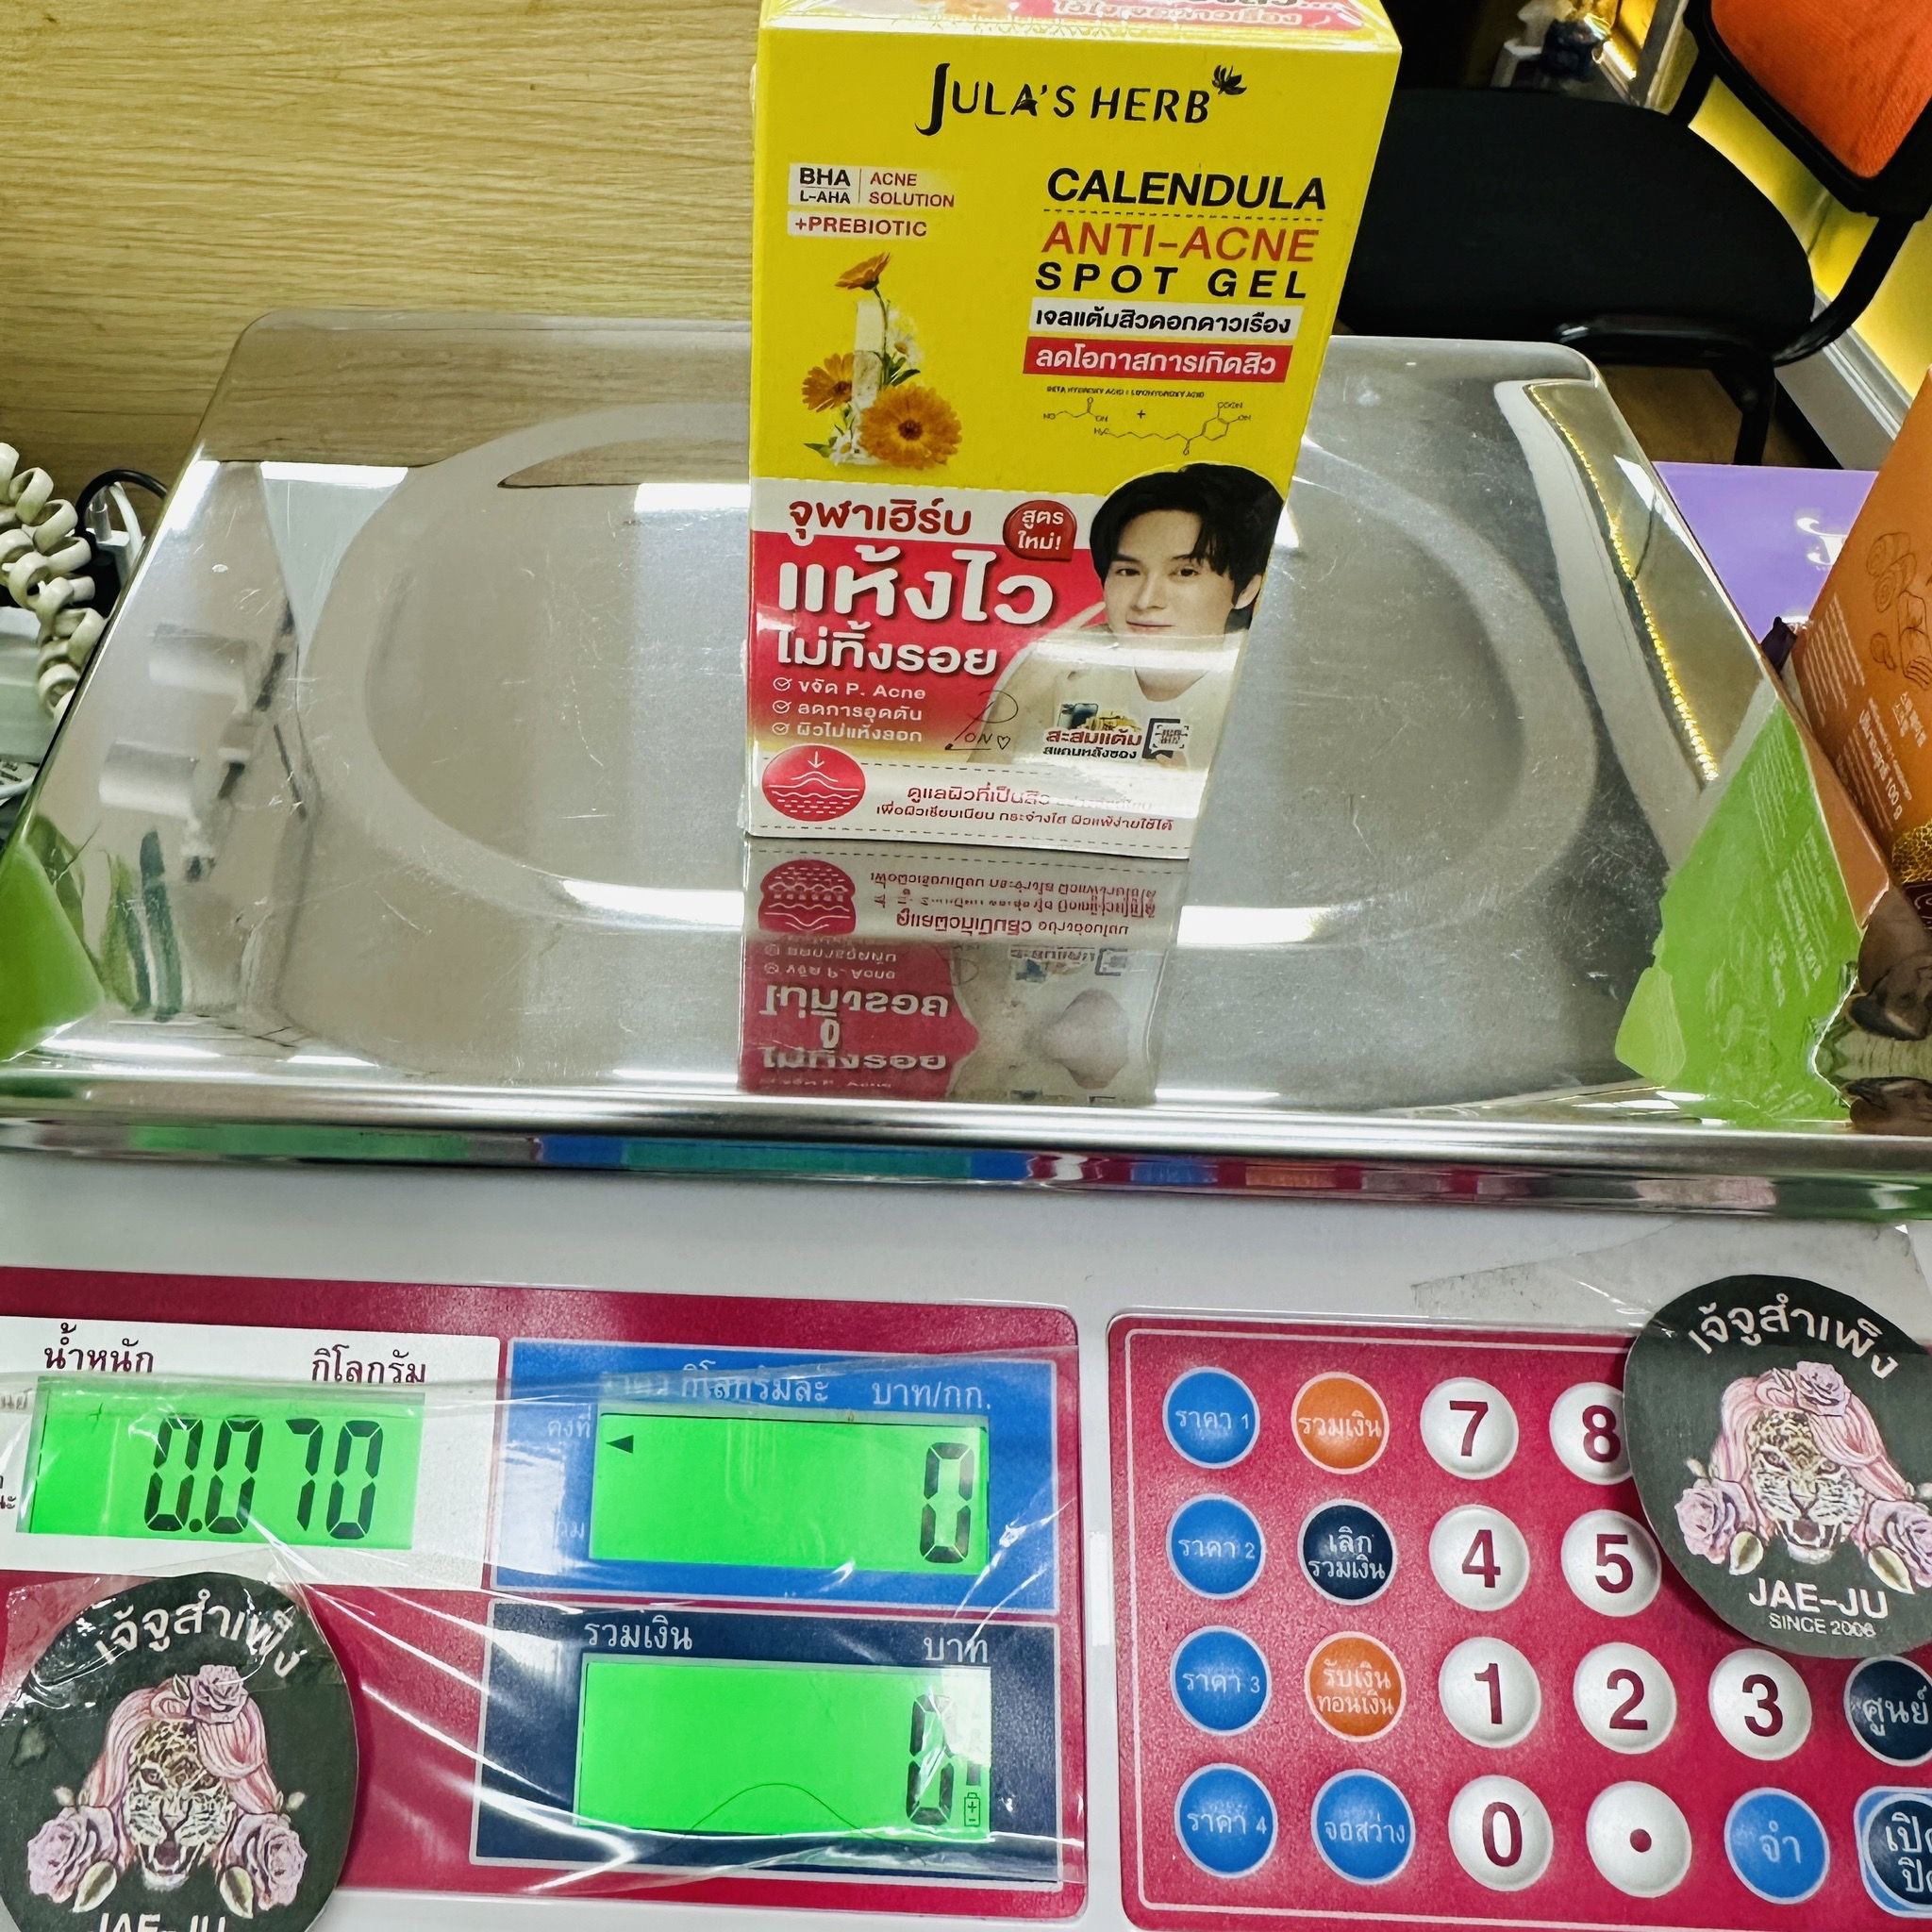 JULA'S HERB
BHA
L-AHA
ACNE
SOLUTION
+PREBIOTIC
CALENDULA
ANTI-ACNE
SPOT GEL
เจลแต้มสิวดอกดาวเรือง
ลดโอกาสการเกิดสิว
จุฬาเฮิร์บ
สูตร
ใหม่!
แห้งไว
ไม่ทิ้งรอย
ขจัด P. Acne
ลดการอุดตัน
ผิวไม่แห้งลอก
สะสมแต้ม
สแกนหลังซอง
ดูแลผิวที่เป็นสิว
เพื่อผิวเรียบเนียน กระจ่างใส ผิวแพ้ง่ายใช้ได้
100 g
น้ำหนัก กิโลกรัม
0.070
กิโลกรัมละ บาท/กก.
คงที่
0
รวมเงิน บาท
0
ราคา 1 รวมเงิน 7 8
ราคา 2 เลิก
รวมเงิน 4 5
ราคา 3 รับเงิน
ทอนเงิน 1 2 3 ศูนย์
ราคา 4 จอสว่าง 0 . จำ
เจ้จูสำเพ็ง
JAE-JU
SINCE 2006
เจ้จูสำเพ็ง
JAE-JU